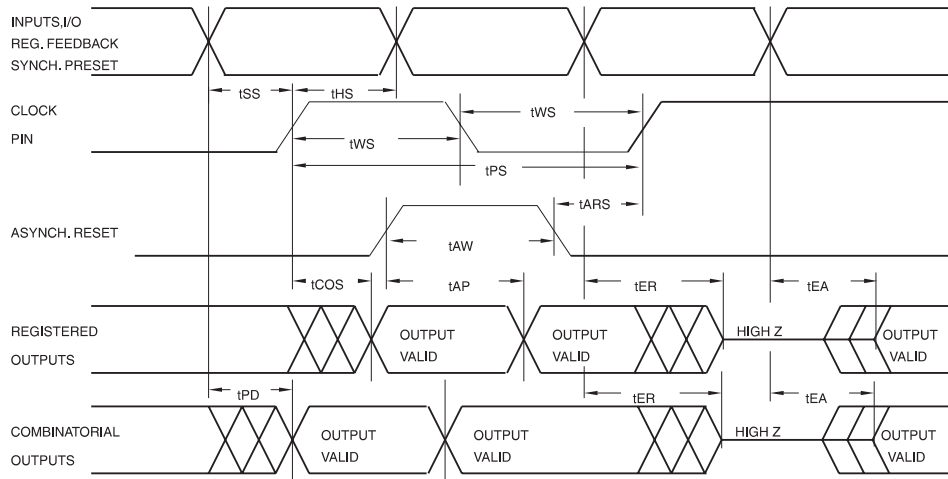 INPUTS,I/O
REG. FEEDBACK
SYNCH. PRESET
tSS
tHS
CLOCK
PIN
tWS
tWS
tPS
tARS
ASYNCH. RESET
tAW
tCOS
tAP
tER
tEA
REGISTERED
OUTPUTS
OUTPUT
VALID
OUTPUT
VALID
HIGH Z
OUTPUT
VALID
tPD
tER
tEA
COMBINATORIAL
OUTPUTS
OUTPUT
VALID
OUTPUT
VALID
HIGH Z
OUTPUT
VALID